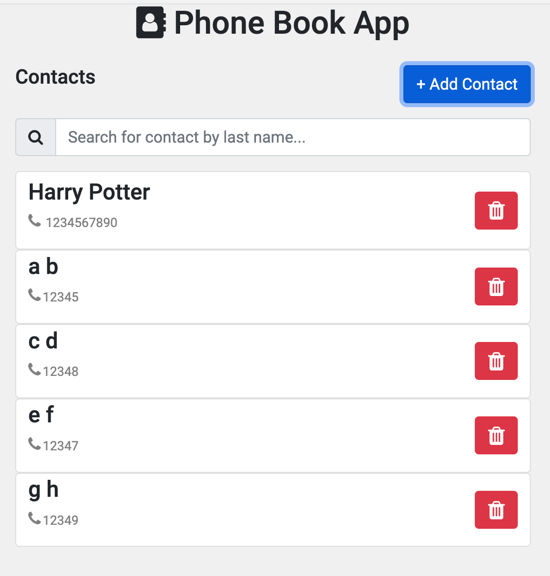 Phone Book App
Contacts
+ Add Contact
Search for contact by last name...
Harry Potter
1234567890
a b
12345
c d
12348
e f
12347
g h
12349